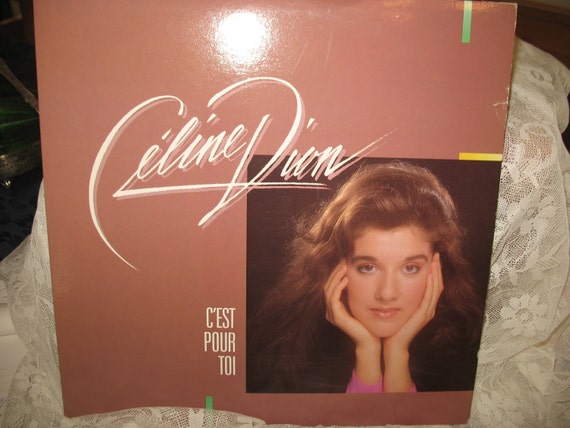 Céline Dion
C'EST
POUR
TOI